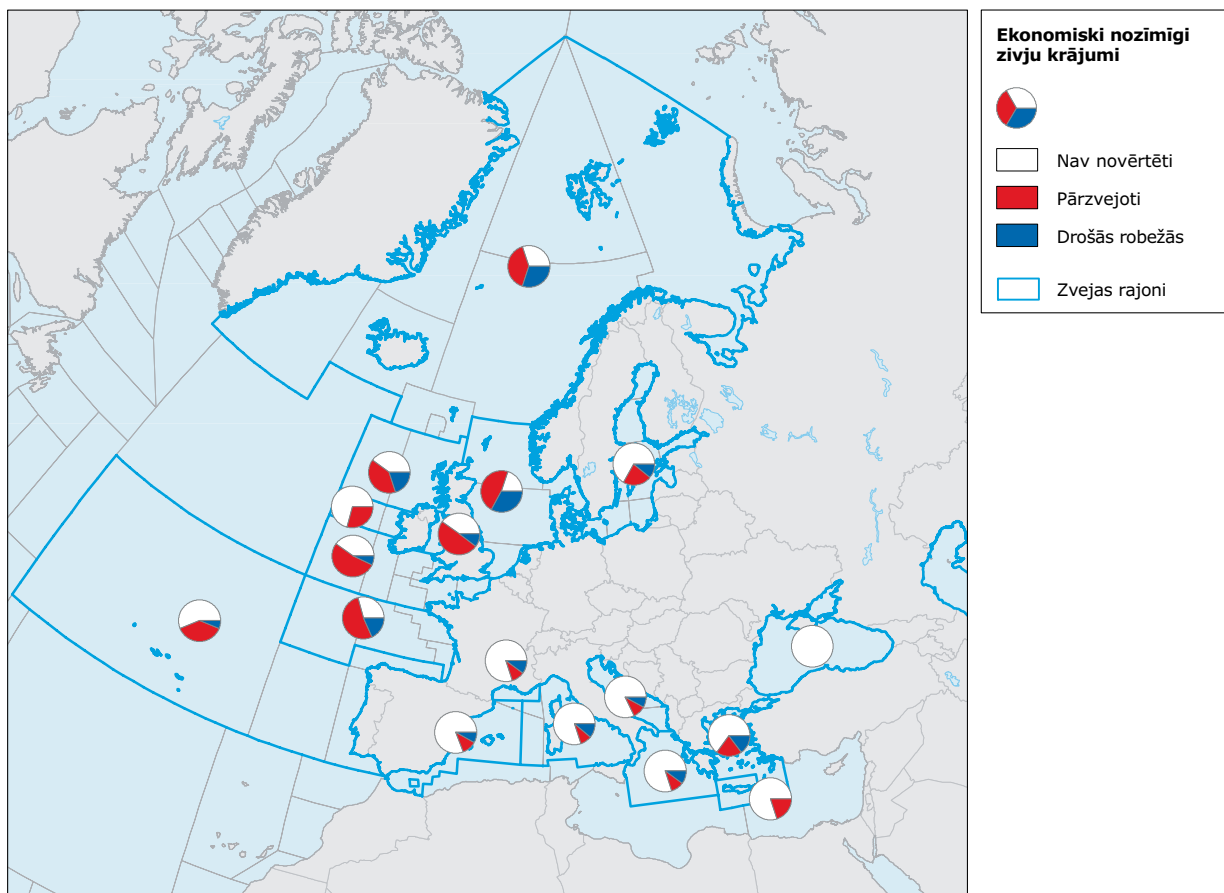 Ekonomiski nozīmīgi
zivju krājumi
Nav novērtēti
Pārzvejoti
Drošās robežās
Zvejas rajoni